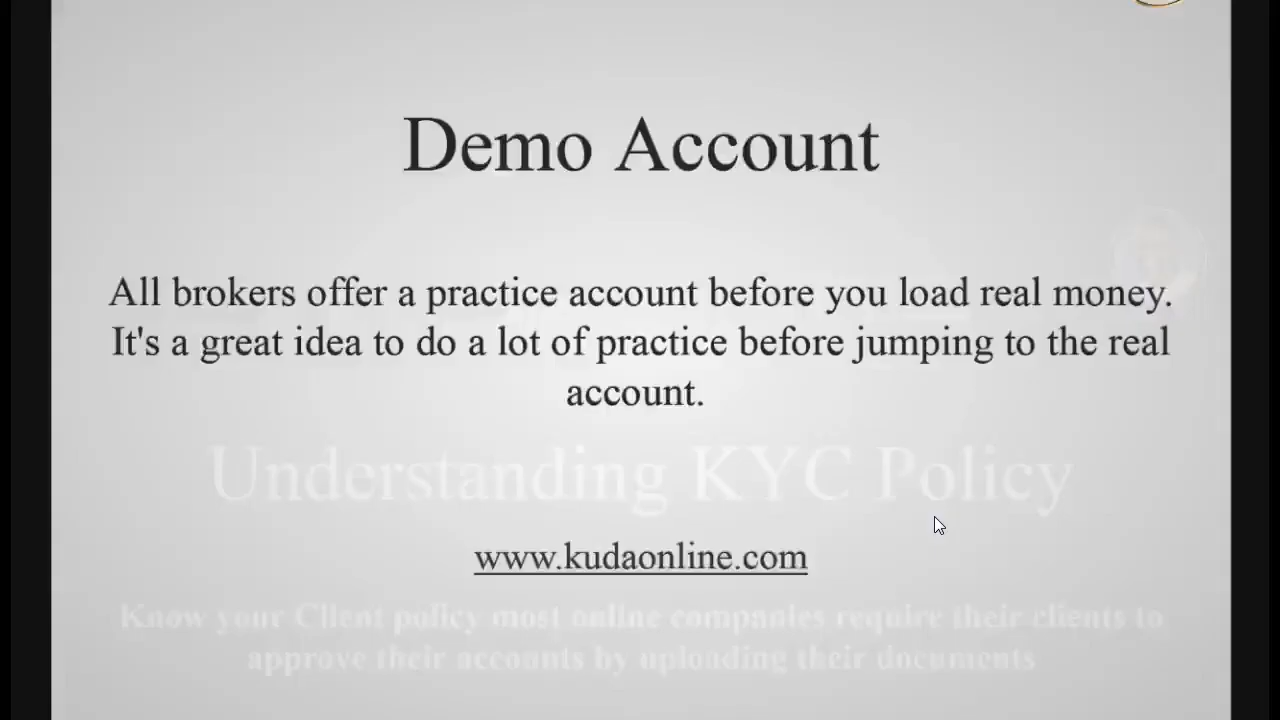 Demo Account
All brokers offer a practice account before you load real money.
It's a great idea to do a lot of practice before jumping to the real
account.
Understanding KYC Policy
www.kudaonline.com
Know your Client policy most online companies require their clients to
approve their accounts by uploading their documents